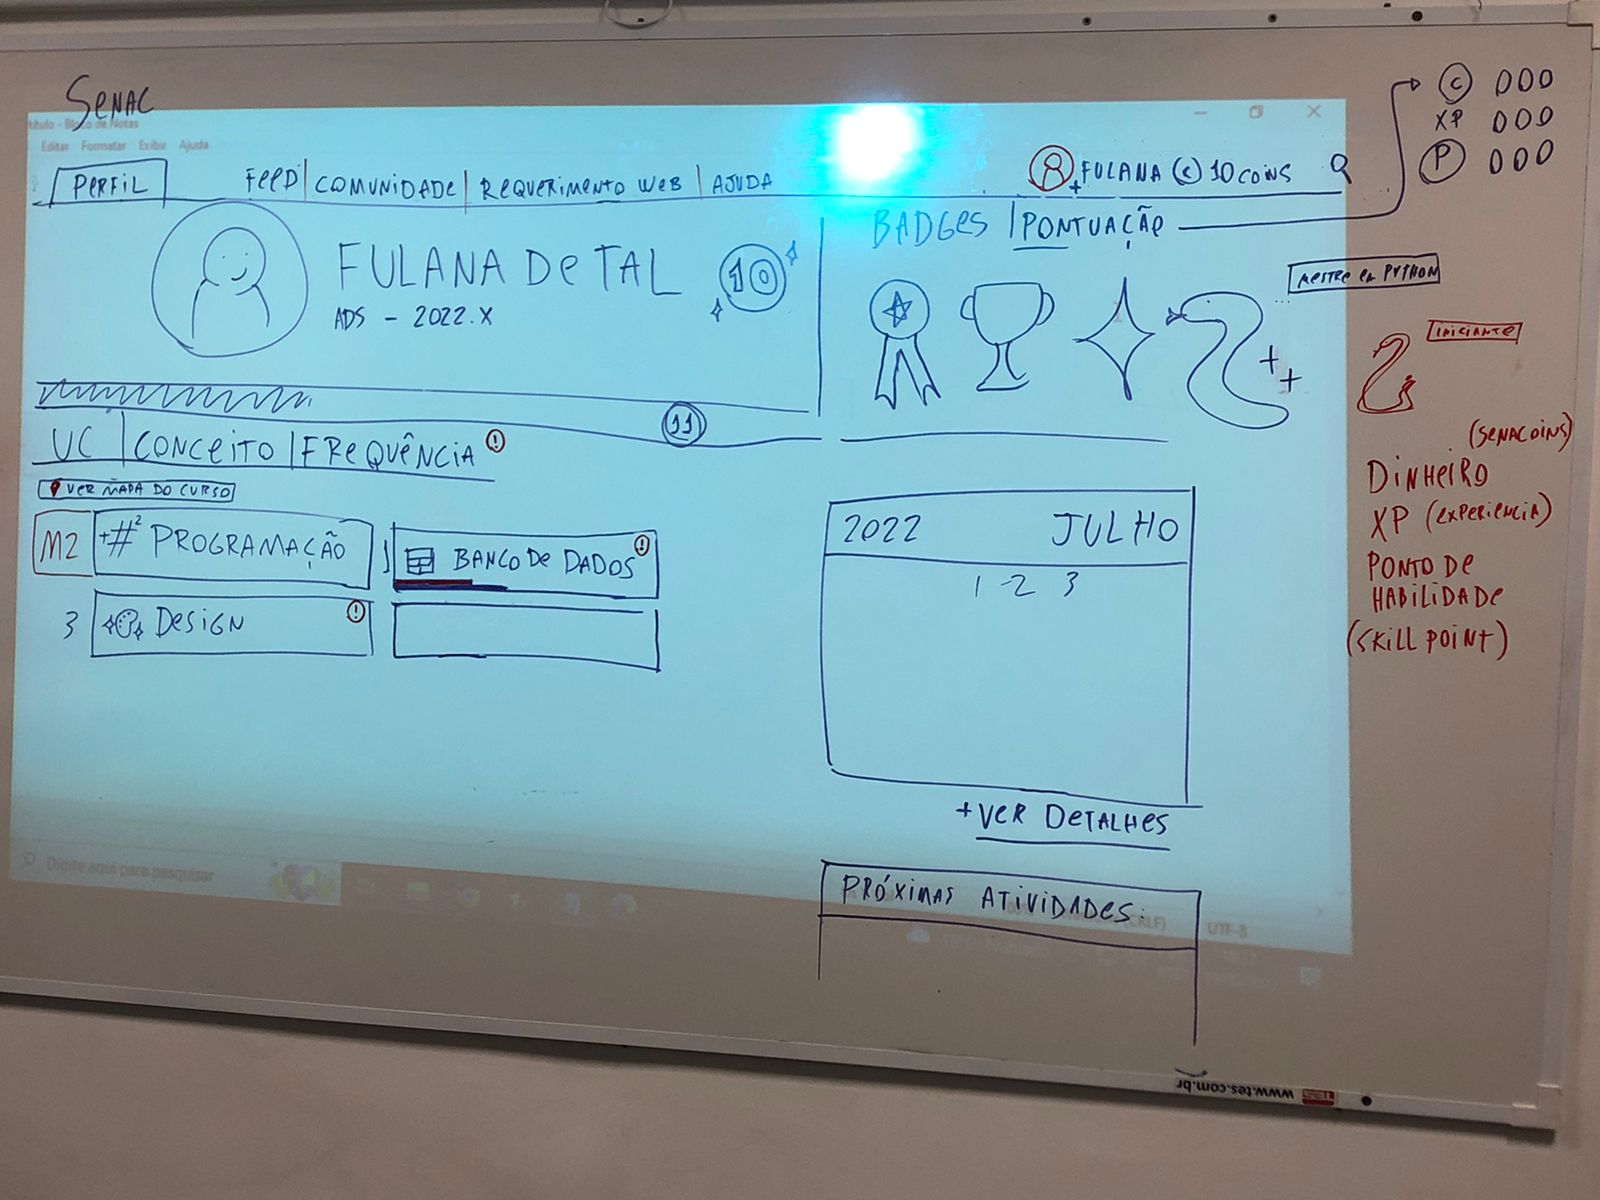 SENAC
título - Bloco de Notas
Editar Formatar Exibir Ajuda
PERFIL
FEED | COMUNIDADE | REQUERIMENTO WEB | AJUDA
FULANA (C) 10 COINS
C 000
XP 000
P 000
FULANA DE TAL
ADS - 2022.X
10
BADGES | PONTUAÇÃO
MESTRE EM PYTHON
INICIANTE
11
UC | CONCEITO | FREQUÊNCIA !
VER MAPA DO CURSO
M2 +#² PROGRAMAÇÃO
BANCO DE DADOS !
3 DESIGN !
2022 JULHO
1 2 3
+ VER DETALHES
PRÓXIMAS ATIVIDADES:
(SENACOINS)
DINHEIRO
XP (EXPERIENCIA)
PONTO DE
HABILIDADE
(SKILL POINT)
Digite aqui para pesquisar
(CRLF)
UTF-8
www.tes.com.br